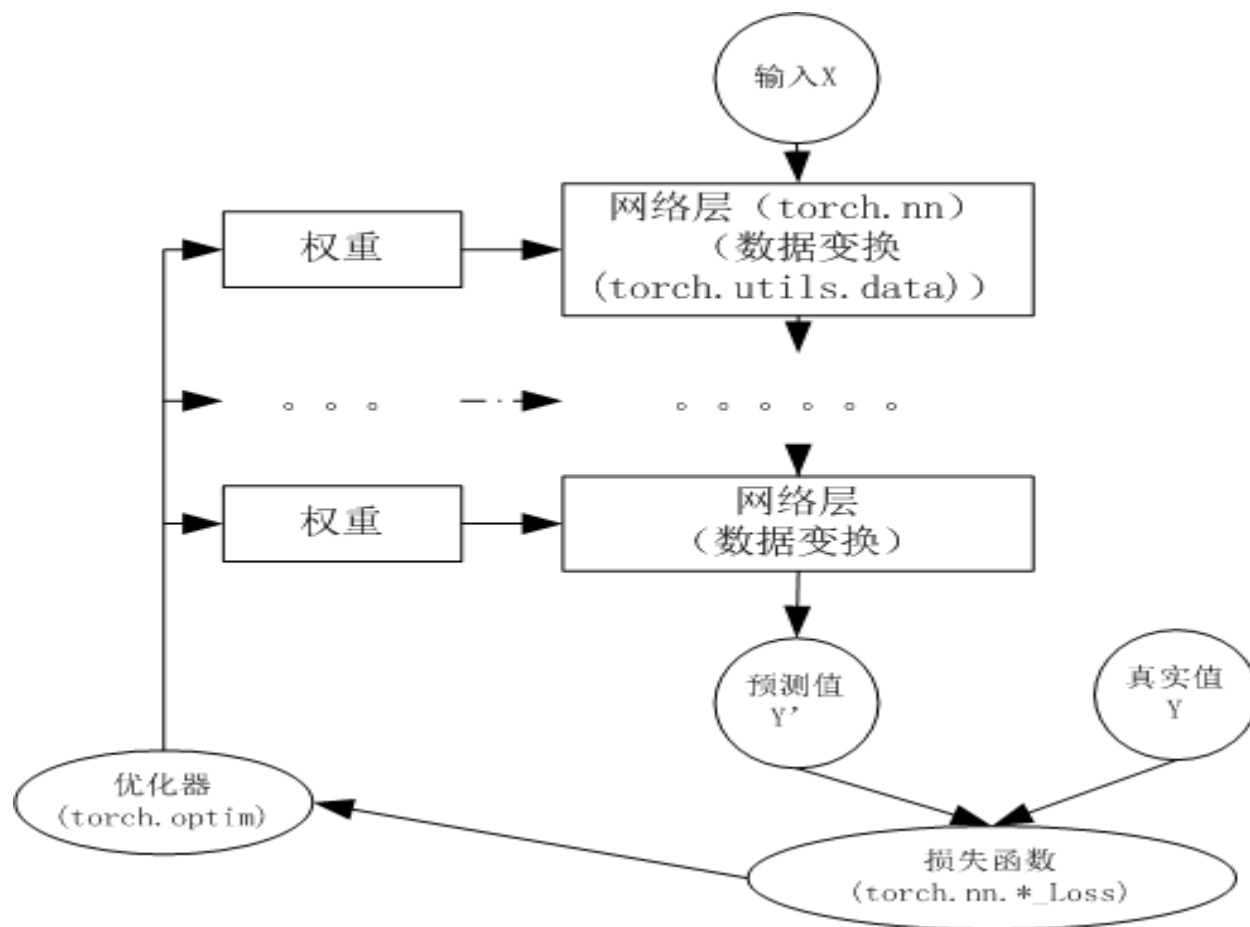 输入X
网络层（torch.nn）
（数据变换
(torch.utils.data)）
权重
。。。
。。。。。。
权重
网络层
（数据变换）
预测值
Y’
真实值
Y
优化器
(torch.optim)
损失函数
(torch.nn.*_Loss)